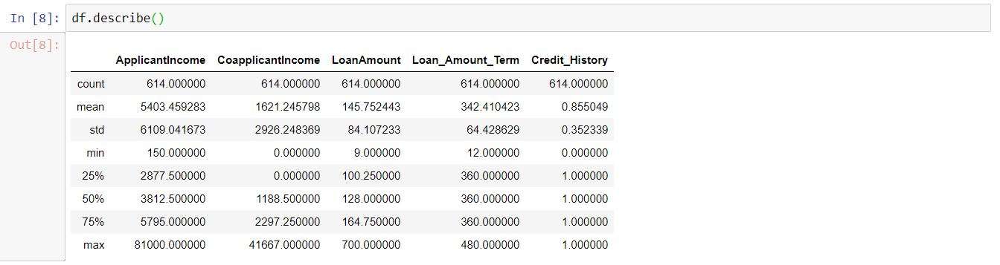 In [8]: df.describe()
Out[8]:
ApplicantIncome CoapplicantIncome LoanAmount Loan_Amount_Term Credit_History
count 614.000000 614.000000 614.000000 614.000000 614.000000
mean 5403.459283 1621.245798 145.752443 342.410423 0.855049
std 6109.041673 2926.248369 84.107233 64.428629 0.352339
min 150.000000 0.000000 9.000000 12.000000 0.000000
25% 2877.500000 0.000000 100.250000 360.000000 1.000000
50% 3812.500000 1188.500000 128.000000 360.000000 1.000000
75% 5795.000000 2297.250000 164.750000 360.000000 1.000000
max 81000.000000 41667.000000 700.000000 480.000000 1.000000